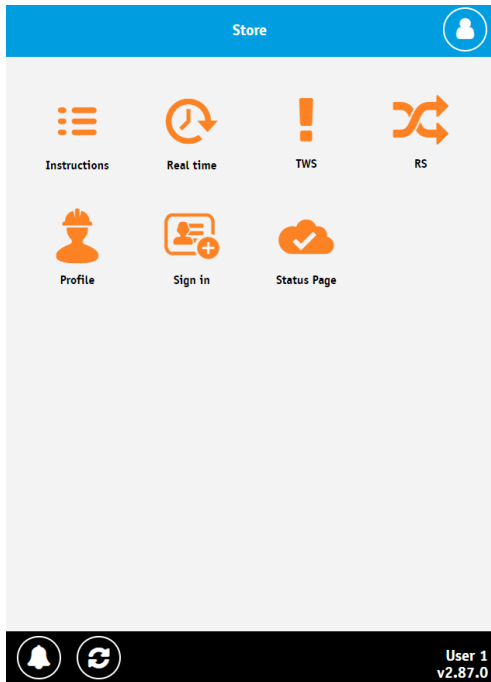 Store
Instructions
Real time
TWS
RS
Profile
Sign in
Status Page
User 1
v2.87.0